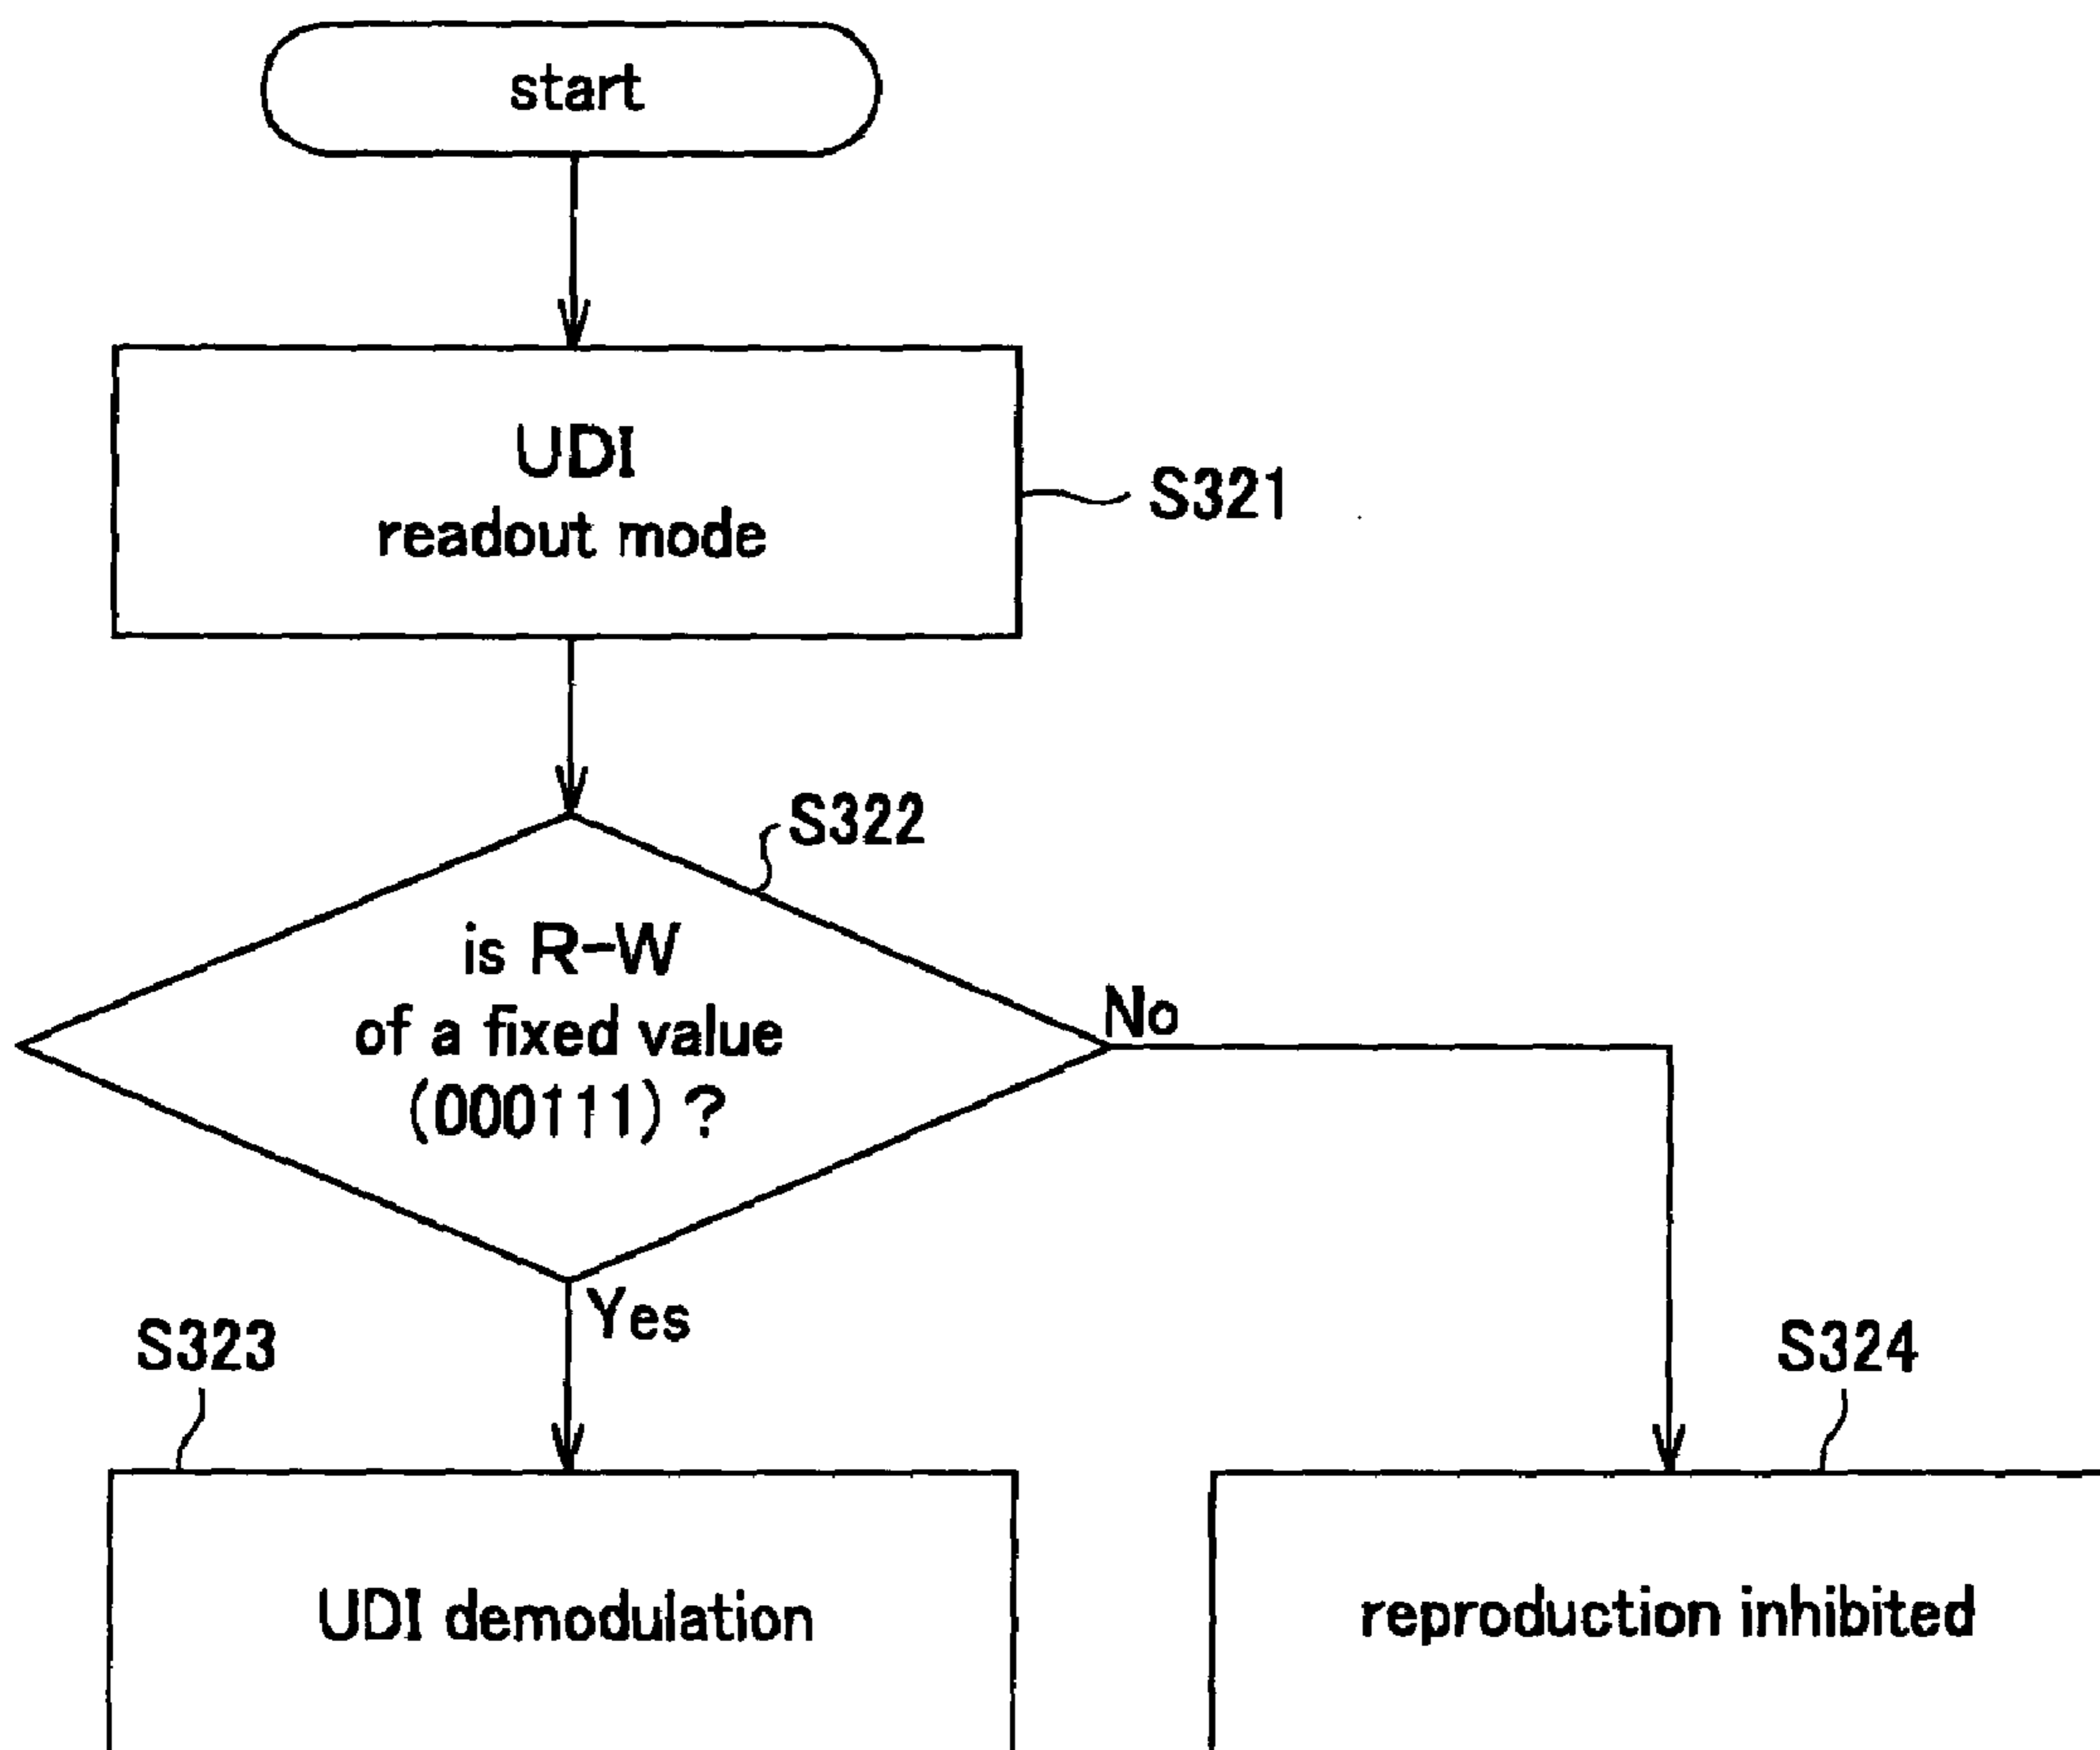 start
UDI
readout mode
S321
S322
is R-W
of a fixed value
(000111) ?
No
Yes
S323
S324
UDI demodulation
reproduction inhibited